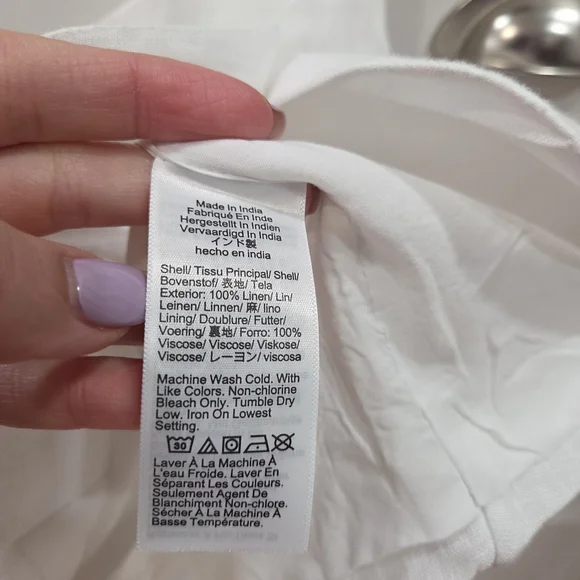 Made In India
Fabriqué En Inde
Hergestellt In Indien
Vervaardigd In India
インド製
hecho en india
Shell/ Tissu Principal/ Shell/
Bovenstof/ 表地/ Tela
Exterior: 100% Linen/ Lin/
Leinen/ Linnen/ 麻/ lino
Lining/ Doublure/ Futter/
Voering/ 裏地/ Forro: 100%
Viscose/ Viscose/ Viskose/
Viscose/ レーヨン/ viscosa
Machine Wash Cold. With
Like Colors. Non-chlorine
Bleach Only. Tumble Dry
Low. Iron On Lowest
Setting.
30
Laver À La Machine À
L'eau Froide. Laver En
Séparant Les Couleurs.
Seulement Agent De
Blanchiment Non-chlore.
Sécher À La Machine À
Basse Température.